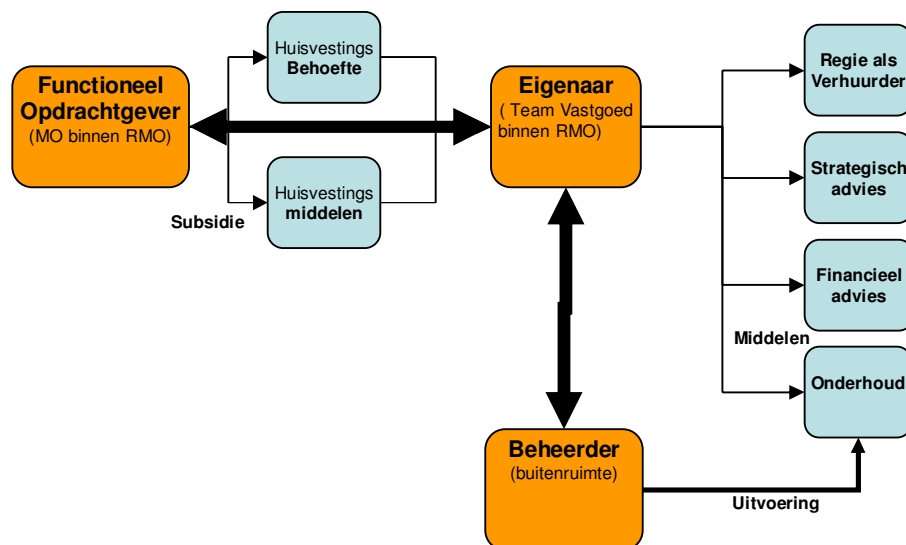 Functioneel
Opdrachtgever
(MO binnen RMO)
Huisvestings
Behoefte
Huisvestings
middelen
Subsidie
Eigenaar
( Team Vastgoed
binnen RMO)
Regie als
Verhuurder
Strategisch
advies
Financieel
advies
Middelen
Onderhoud
Beheerder
(buitenruimte)
Uitvoering